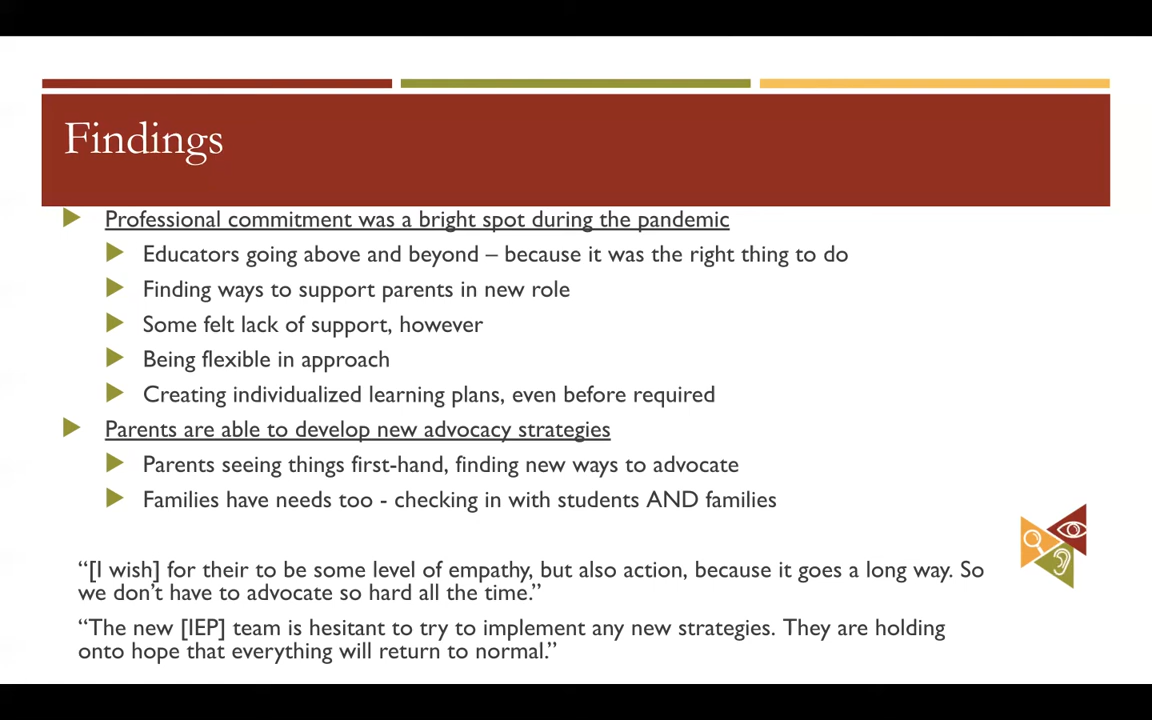 Findings
Professional commitment was a bright spot during the pandemic
Educators going above and beyond – because it was the right thing to do
Finding ways to support parents in new role
Some felt lack of support, however
Being flexible in approach
Creating individualized learning plans, even before required
Parents are able to develop new advocacy strategies
Parents seeing things first-hand, finding new ways to advocate
Families have needs too - checking in with students AND families
“[I wish] for their to be some level of empathy, but also action, because it goes a long way. So
we don’t have to advocate so hard all the time.”
“The new [IEP] team is hesitant to try to implement any new strategies. They are holding
onto hope that everything will return to normal.”